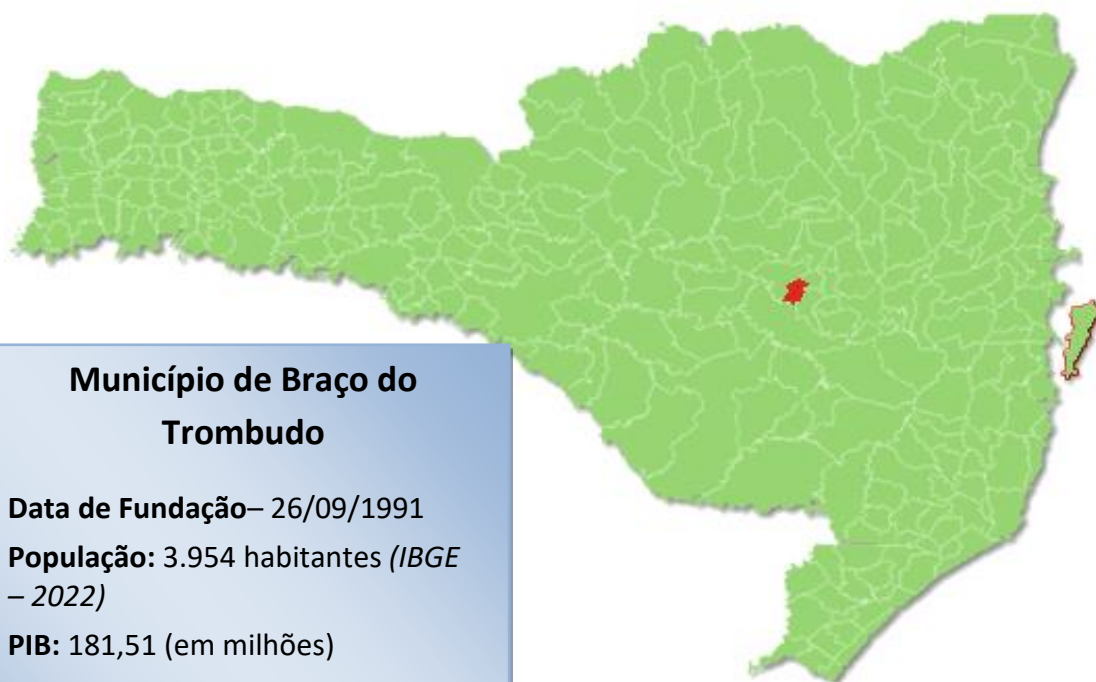 Município de Braço do
Trombudo
Data de Fundação– 26/09/1991
População: 3.954 habitantes (IBGE
– 2022)
PIB: 181,51 (em milhões)